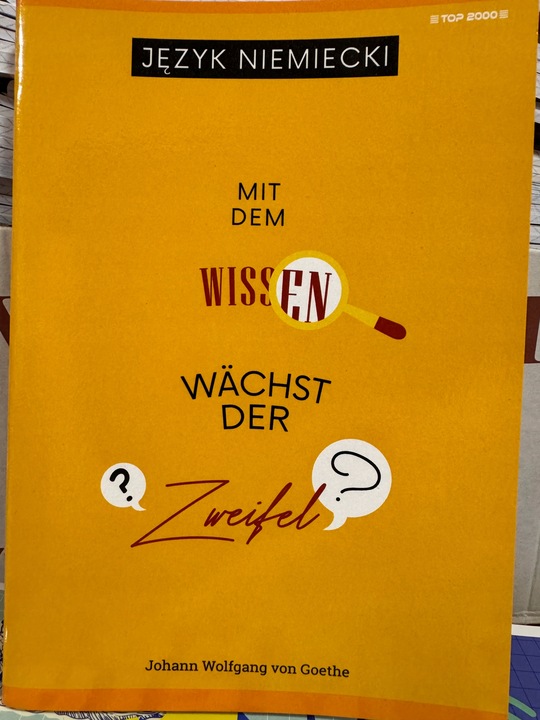 TOP 2000
JĘZYK NIEMIECKI
MIT
DEM
WISSEN
WÄCHST
DER
?
?
Zweifel
Johann Wolfgang von Goethe